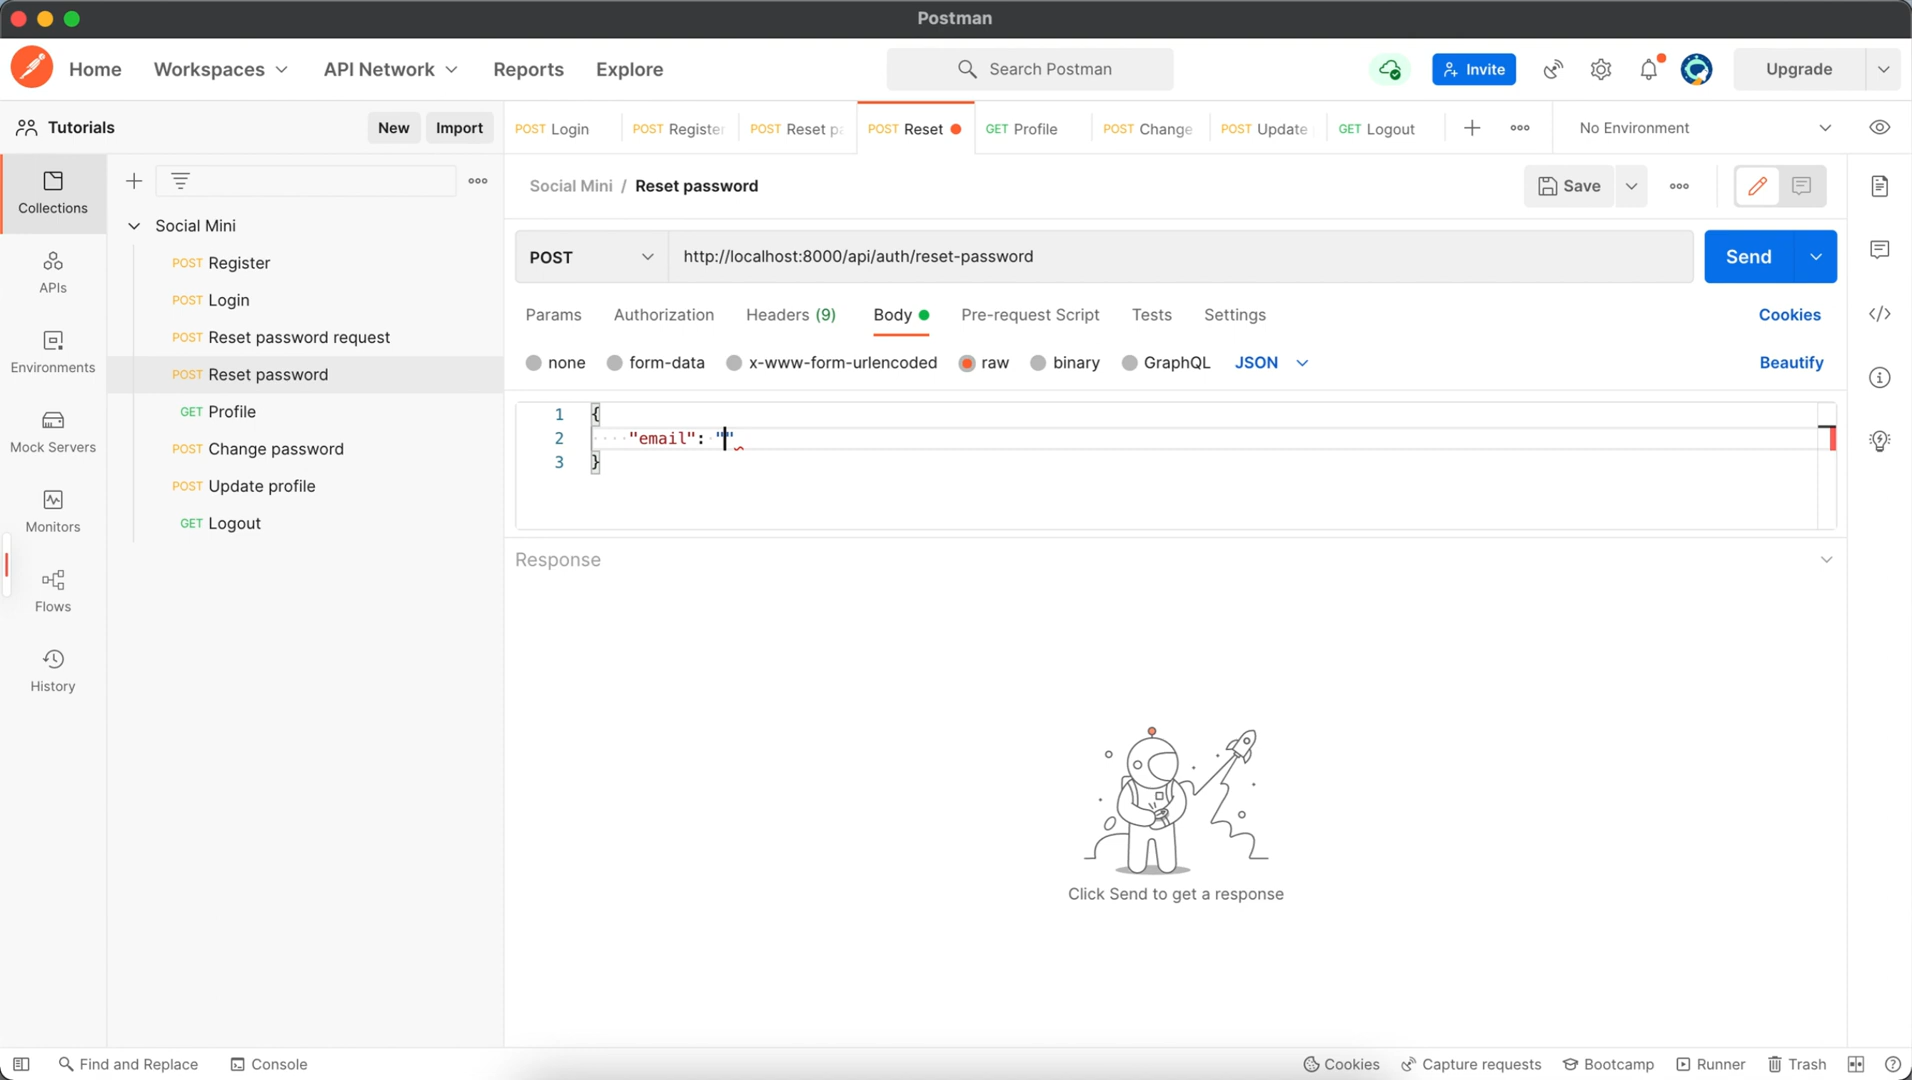 Postman
Home
Workspaces
API Network
Reports
Explore
Search Postman
Invite
Upgrade
Tutorials
New
Import
POST Login
POST Register
POST Reset pa
POST Reset
GET Profile
POST Change
POST Update
GET Logout
No Environment
Collections
APIs
Environments
Mock Servers
Monitors
Flows
History
Social Mini
POST Register
POST Login
POST Reset password request
POST Reset password
GET Profile
POST Change password
POST Update profile
GET Logout
Social Mini / Reset password
Save
POST
http://localhost:8000/api/auth/reset-password
Send
Params
Authorization
Headers (9)
Body
Pre-request Script
Tests
Settings
Cookies
none
form-data
x-www-form-urlencoded
raw
binary
GraphQL
JSON
Beautify
1 {
2 "email": ""
3 }
Response
Click Send to get a response
Find and Replace
Console
Cookies
Capture requests
Bootcamp
Runner
Trash